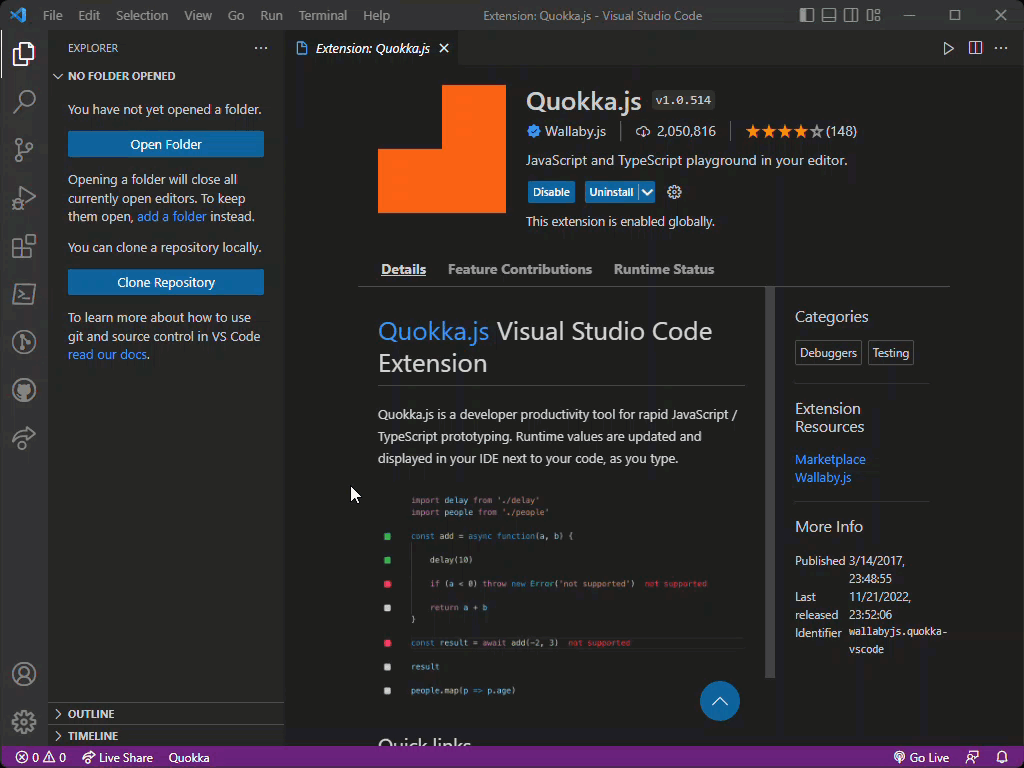 File Edit Selection View Go Run Terminal Help
Extension: Quokka.js - Visual Studio Code
EXPLORER
NO FOLDER OPENED
You have not yet opened a folder.
Open Folder
Opening a folder will close all
currently open editors. To keep
them open, add a folder instead.
You can clone a repository locally.
Clone Repository
To learn more about how to use
git and source control in VS Code
read our docs.
OUTLINE
TIMELINE
Extension: Quokka.js
Quokka.js v1.0.514
Wallaby.js 2,050,816 (148)
JavaScript and TypeScript playground in your editor.
Disable Uninstall
This extension is enabled globally.
Details Feature Contributions Runtime Status
Quokka.js Visual Studio Code
Extension
Quokka.js is a developer productivity tool for rapid JavaScript /
TypeScript prototyping. Runtime values are updated and
displayed in your IDE next to your code, as you type.
import delay from './delay'
import people from './people'
const add = async function(a, b) {
delay(10)
if (a < 0) throw new Error('not supported') not supported
return a + b
}
const result = await add(-2, 3) not supported
result
people.map(p => p.age)
Quick links
Categories
Debuggers Testing
Extension
Resources
Marketplace
Wallaby.js
More Info
Published 3/14/2017,
23:48:55
Last 11/21/2022,
released 23:52:06
Identifier wallabyjs.quokka-
vscode
0 0 Live Share Quokka
Go Live